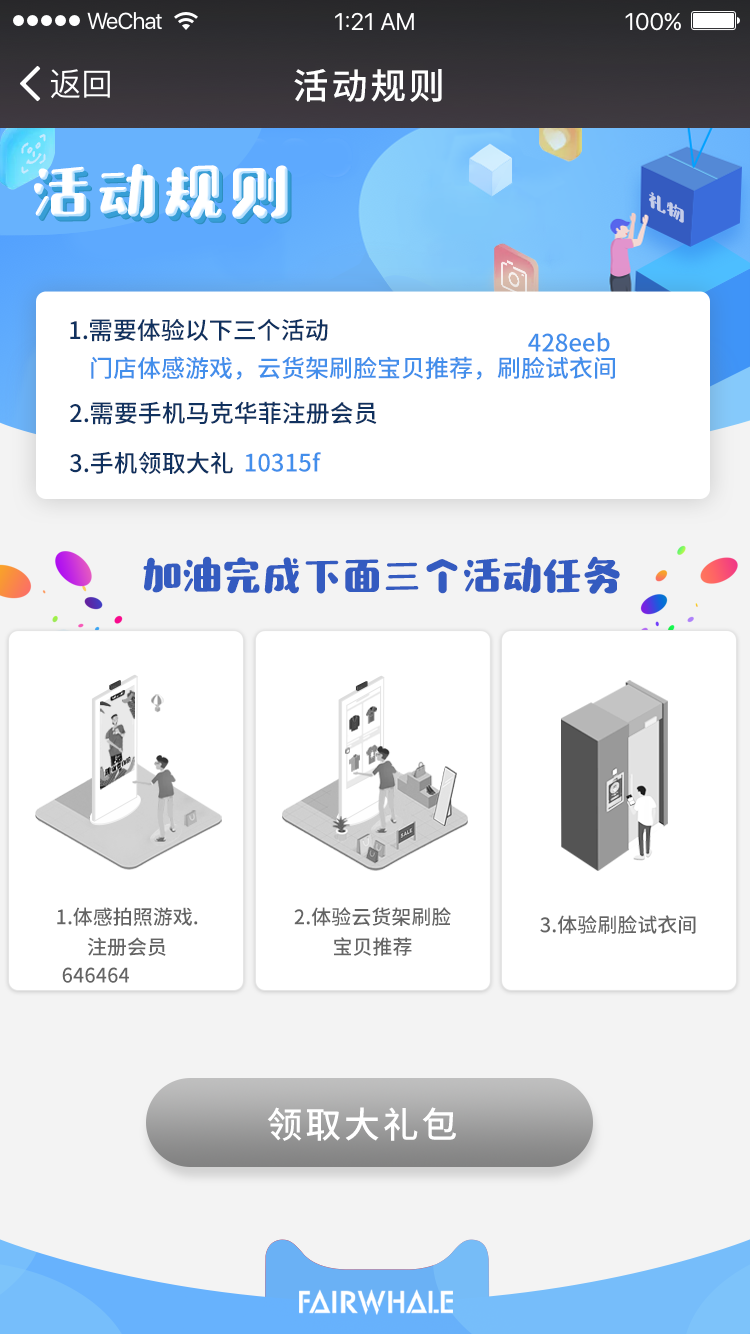 WeChat 1:21 AM 100%
返回 活动规则
活动规则
礼物
1.需要体验以下三个活动
428eeb
门店体感游戏，云货架刷脸宝贝推荐，刷脸试衣间
2.需要手机马克华菲注册会员
3.手机领取大礼 10315f
加油完成下面三个活动任务
SALE
1.体感拍照游戏.
注册会员
646464
2.体验云货架刷脸
宝贝推荐
3.体验刷脸试衣间
领取大礼包
FAIRWHALE